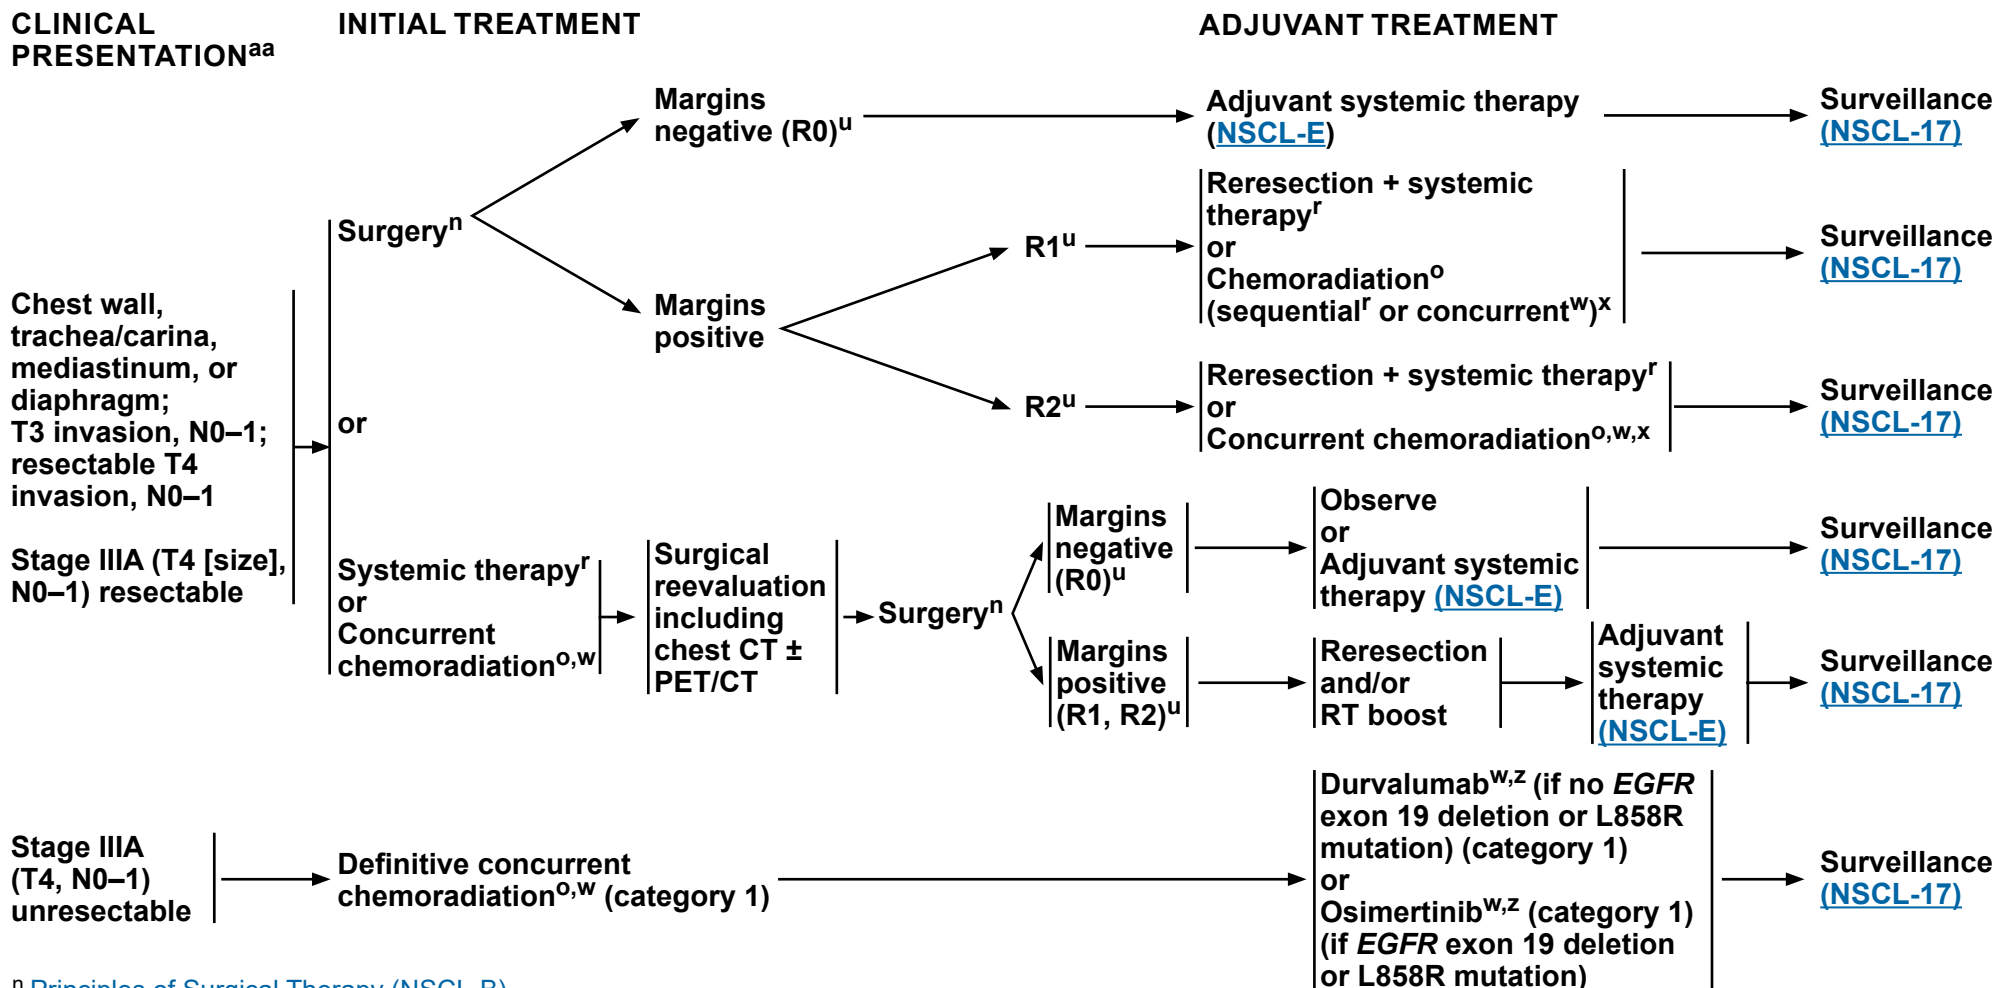 CLINICAL
PRESENTATIONaa
INITIAL TREATMENT
ADJUVANT TREATMENT
Chest wall,
trachea/carina,
mediastinum, or
diaphragm;
T3 invasion, N0–1;
resectable T4
invasion, N0–1
Stage IIIA (T4 [size],
N0–1) resectable
Surgeryn
or
Margins
negative (R0)u
Adjuvant systemic therapy
(NSCL-E)
Surveillance
(NSCL-17)
Margins
positive
R1u
Reresection + systemic
therapyr
or
Chemoradiationo
(sequentialr or concurrentw)x
Surveillance
(NSCL-17)
R2u
Reresection + systemic therapyr
or
Concurrent chemoradiationo,w,x
Surveillance
(NSCL-17)
Systemic therapyr
or
Concurrent
chemoradiationo,w
Surgical
reevaluation
including
chest CT ±
PET/CT
Surgeryn
Margins
negative
(R0)u
Observe
or
Adjuvant systemic
therapy (NSCL-E)
Surveillance
(NSCL-17)
Margins
positive
(R1, R2)u
Reresection
and/or
RT boost
Adjuvant
systemic
therapy
(NSCL-E)
Surveillance
(NSCL-17)
Stage IIIA
(T4, N0–1)
unresectable
Definitive concurrent
chemoradiationo,w (category 1)
Durvalumabw,z (if no EGFR
exon 19 deletion or L858R
mutation) (category 1)
or
Osimertinibw,z (category 1)
(if EGFR exon 19 deletion
or L858R mutation)
Surveillance
(NSCL-17)
n Principles of Surgical Therapy (NSCL-B)